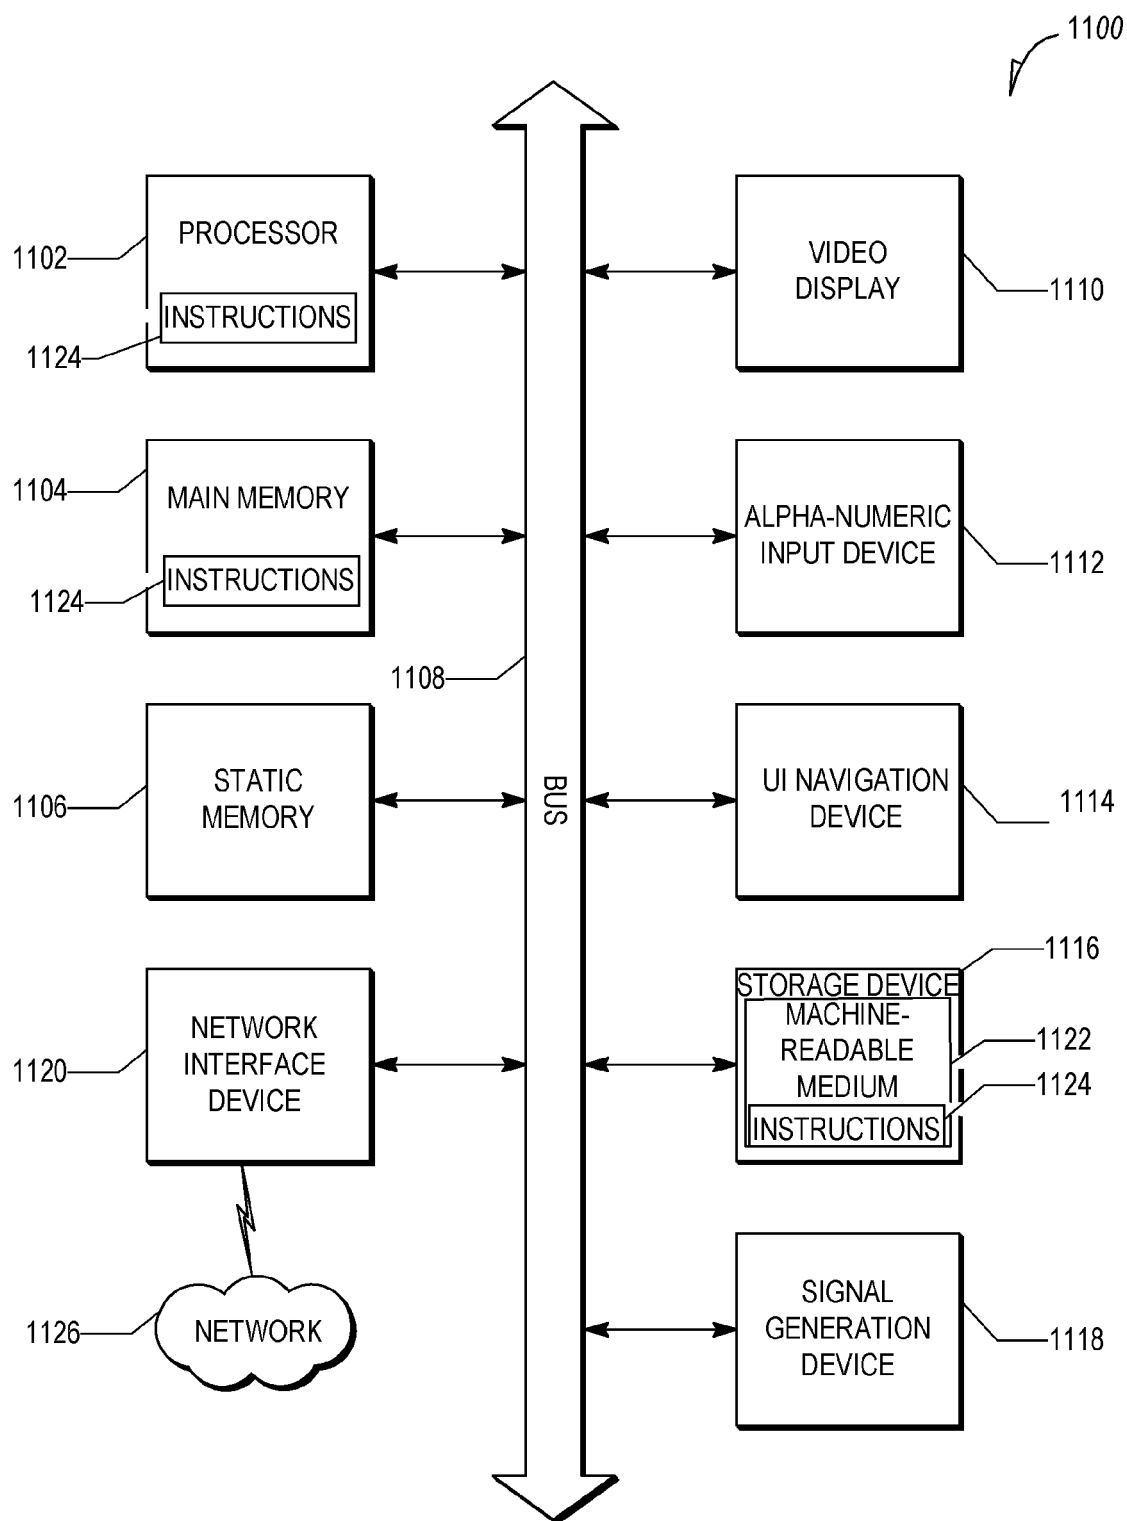 1100
PROCESSOR
1102
INSTRUCTIONS
1124
VIDEO
DISPLAY
1110
MAIN MEMORY
1104
INSTRUCTIONS
1124
ALPHA-NUMERIC
INPUT DEVICE
1112
1108
BUS
STATIC
MEMORY
1106
UI NAVIGATION
DEVICE
1114
NETWORK
INTERFACE
DEVICE
1120
1116
STORAGE DEVICE
MACHINE-
READABLE
MEDIUM
1122
1124
INSTRUCTIONS
NETWORK
1126
SIGNAL
GENERATION
DEVICE
1118